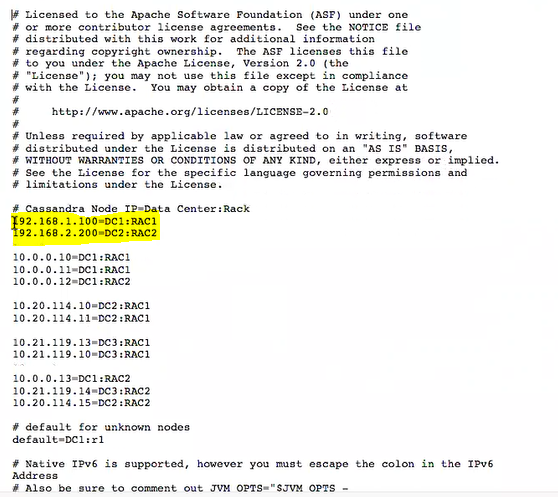 # Licensed to the Apache Software Foundation (ASF) under one
# or more contributor license agreements.  See the NOTICE file
# distributed with this work for additional information
# regarding copyright ownership.  The ASF licenses this file
# to you under the Apache License, Version 2.0 (the
# "License"); you may not use this file except in compliance
# with the License.  You may obtain a copy of the License at
#
#     http://www.apache.org/licenses/LICENSE-2.0
#
# Unless required by applicable law or agreed to in writing, software
# distributed under the License is distributed on an "AS IS" BASIS,
# WITHOUT WARRANTIES OR CONDITIONS OF ANY KIND, either express or implied.
# See the License for the specific language governing permissions and
# limitations under the License.
# Cassandra Node IP=Data Center:Rack
192.168.1.100=DC1:RAC1
192.168.2.200=DC2:RAC2
10.0.0.10=DC1:RAC1
10.0.0.11=DC1:RAC1
10.0.0.12=DC1:RAC2
10.20.114.10=DC2:RAC1
10.20.114.11=DC2:RAC1
10.21.119.13=DC3:RAC1
10.21.119.10=DC3:RAC1
10.0.0.13=DC1:RAC2
10.21.119.14=DC3:RAC2
10.20.114.15=DC2:RAC2
# default for unknown nodes
default=DC1:r1
# Native IPv6 is supported, however you must escape the colon in the IPv6
Address
# Also be sure to comment out JVM_OPTS="$JVM_OPTS -